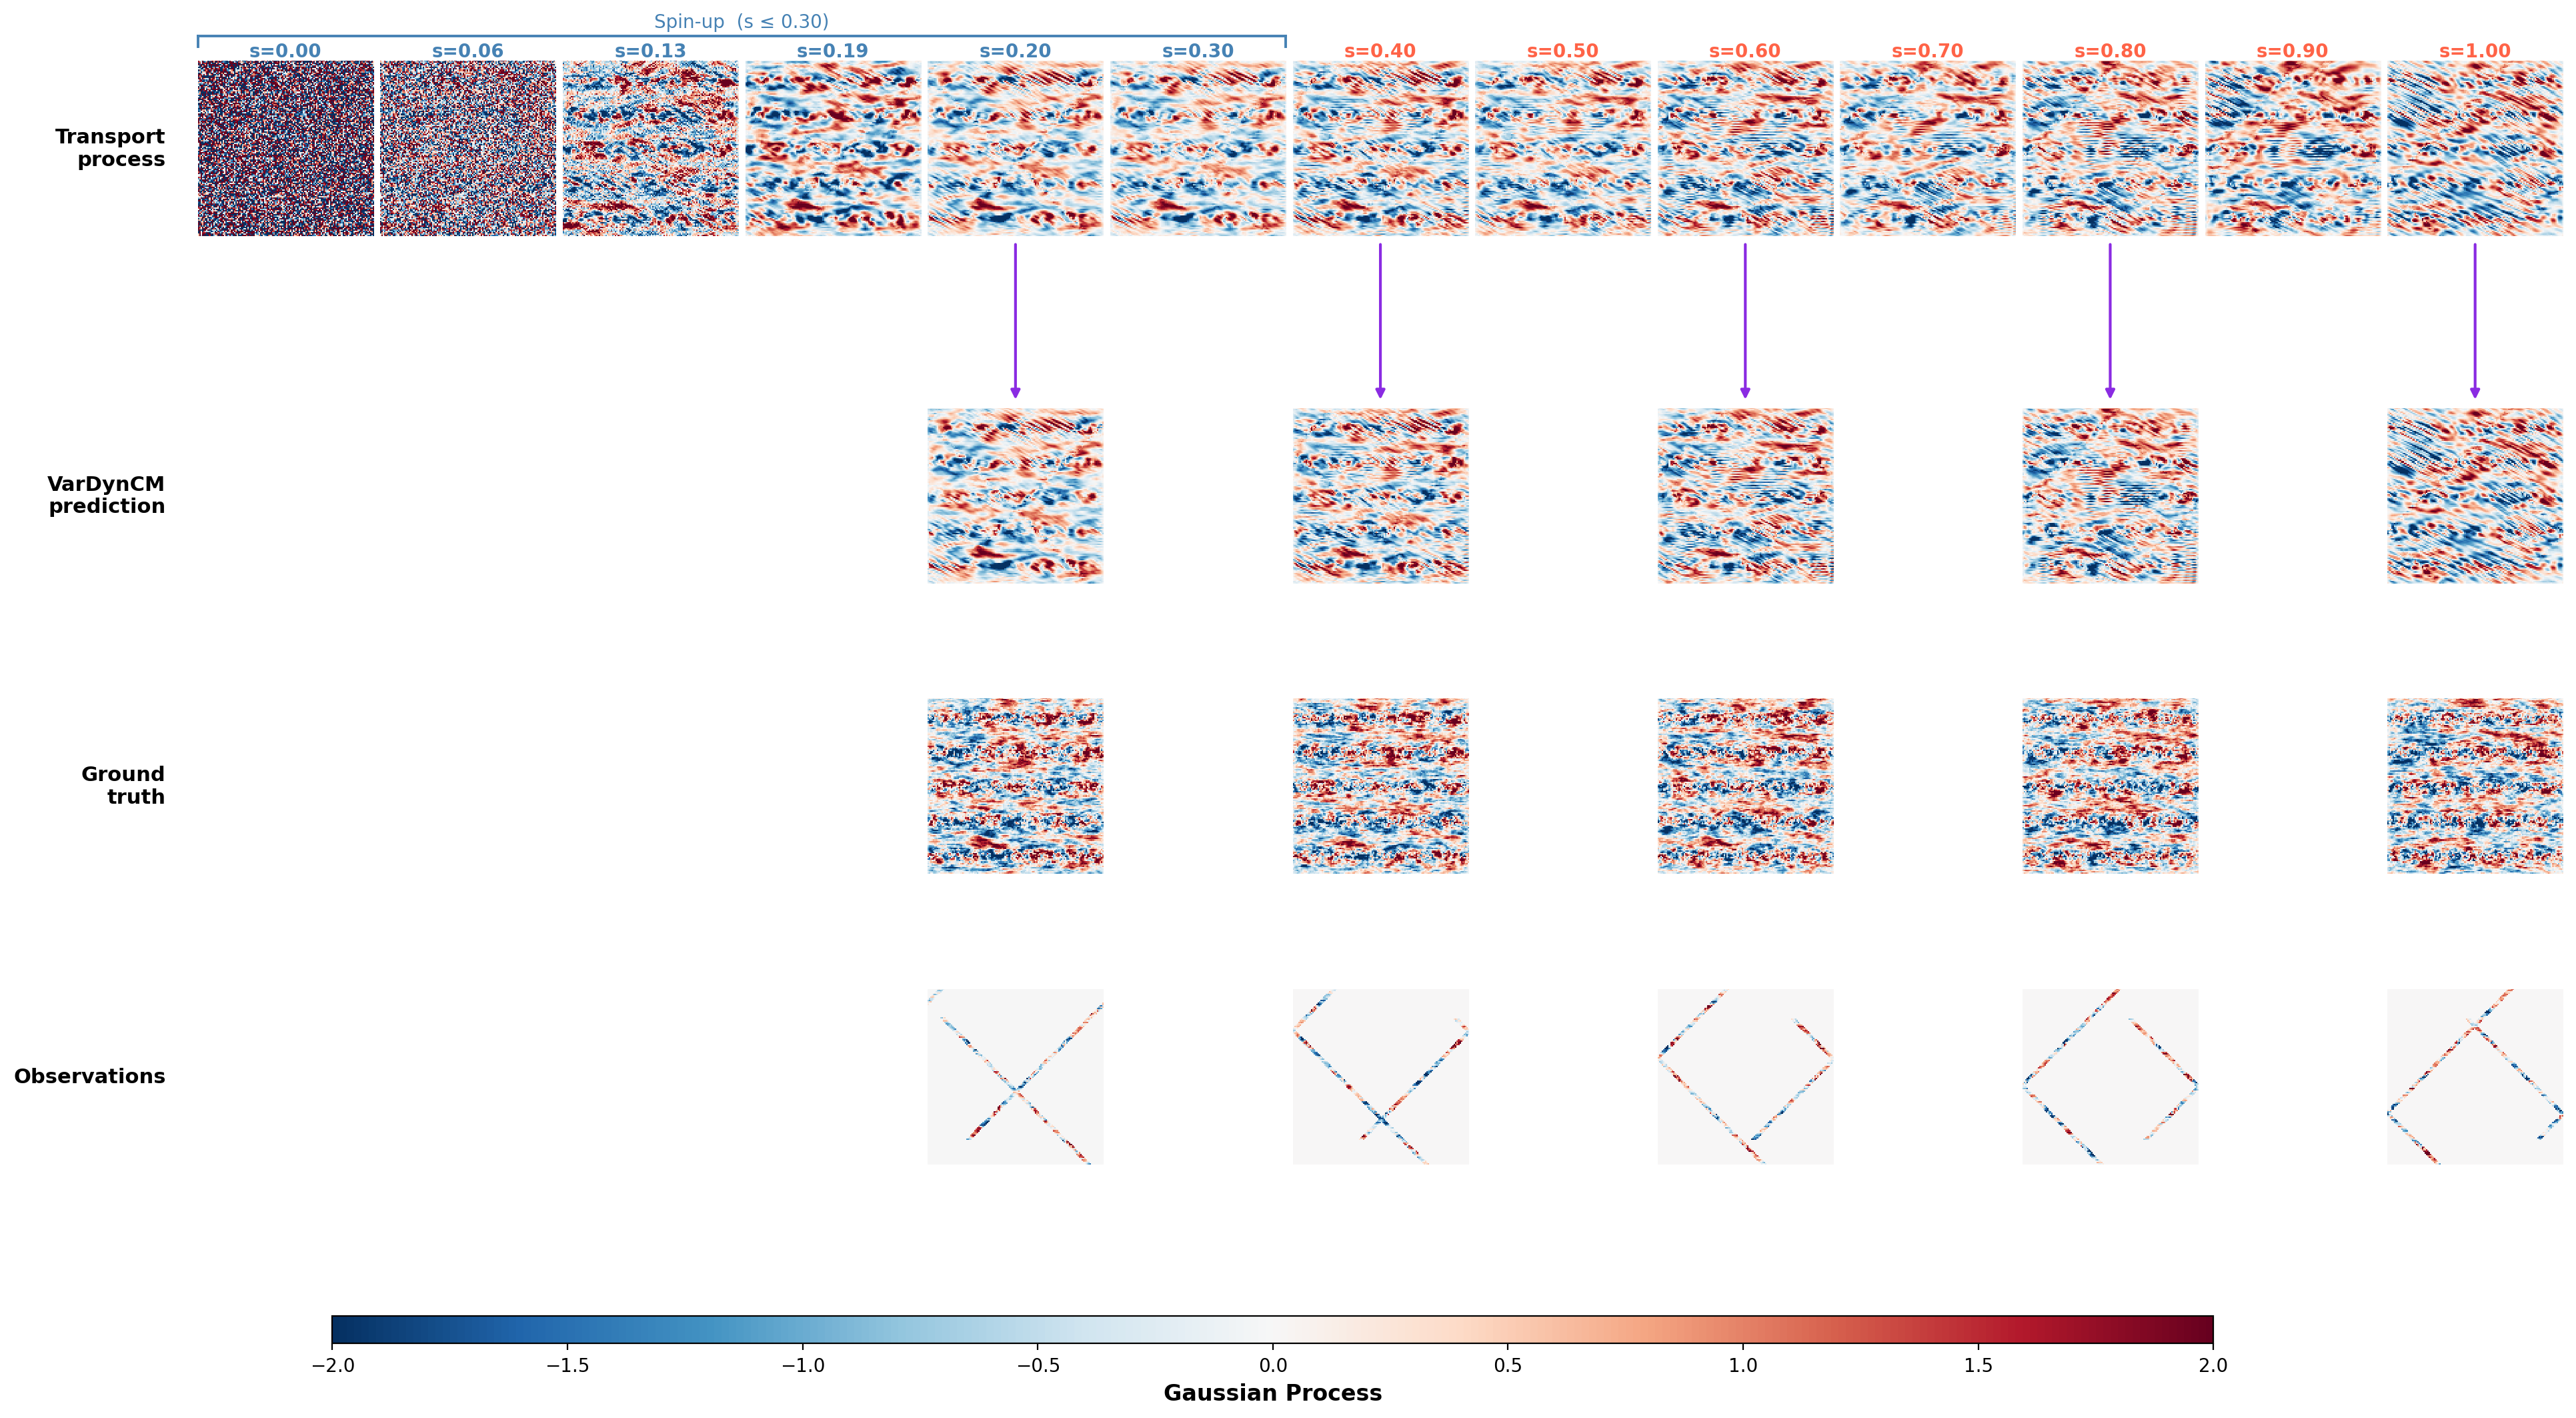 Spin-up  (s ≤ 0.30)
s=0.00 s=0.06 s=0.13 s=0.19 s=0.20 s=0.30 s=0.40 s=0.50 s=0.60 s=0.70 s=0.80 s=0.90 s=1.00
Transport
process
VarDynCM
prediction
Ground
truth
Observations
−2.0 −1.5 −1.0 −0.5 0.0 0.5 1.0 1.5 2.0
Gaussian Process